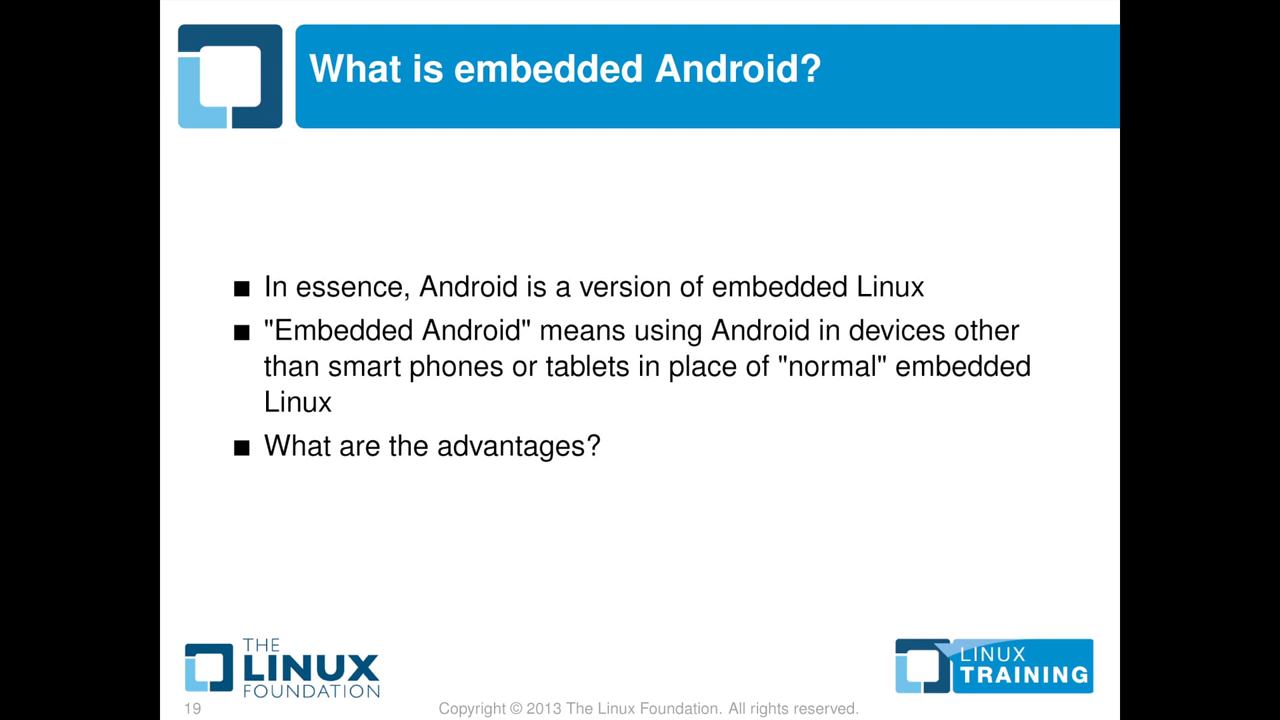 What is embedded Android?
■ In essence, Android is a version of embedded Linux
■ "Embedded Android" means using Android in devices other
than smart phones or tablets in place of "normal" embedded
Linux
■ What are the advantages?
THE
LINUX
FOUNDATION
LINUX
TRAINING
19
Copyright © 2013 The Linux Foundation. All rights reserved.